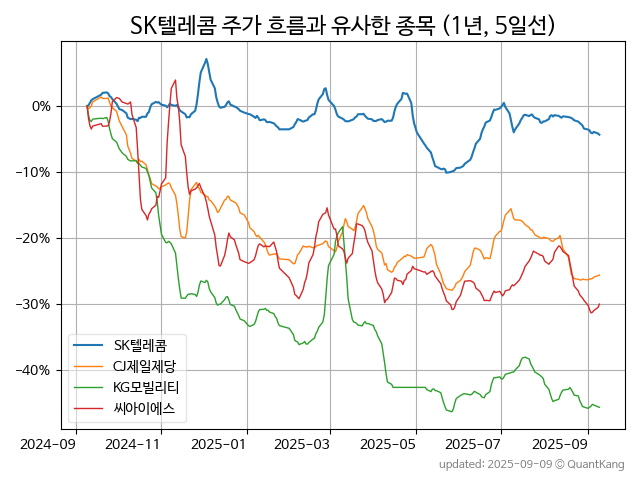 SK텔레콤 주가 흐름과 유사한 종목 (1년, 5일선)
0%
−10%
−20%
−30%
−40%
SK텔레콤
CJ제일제당
KG모빌리티
씨아이에스
2024−09
2024−11
2025−01
2025−03
2025−05
2025−07
2025−09
updated: 2025-09-09 © QuantKang